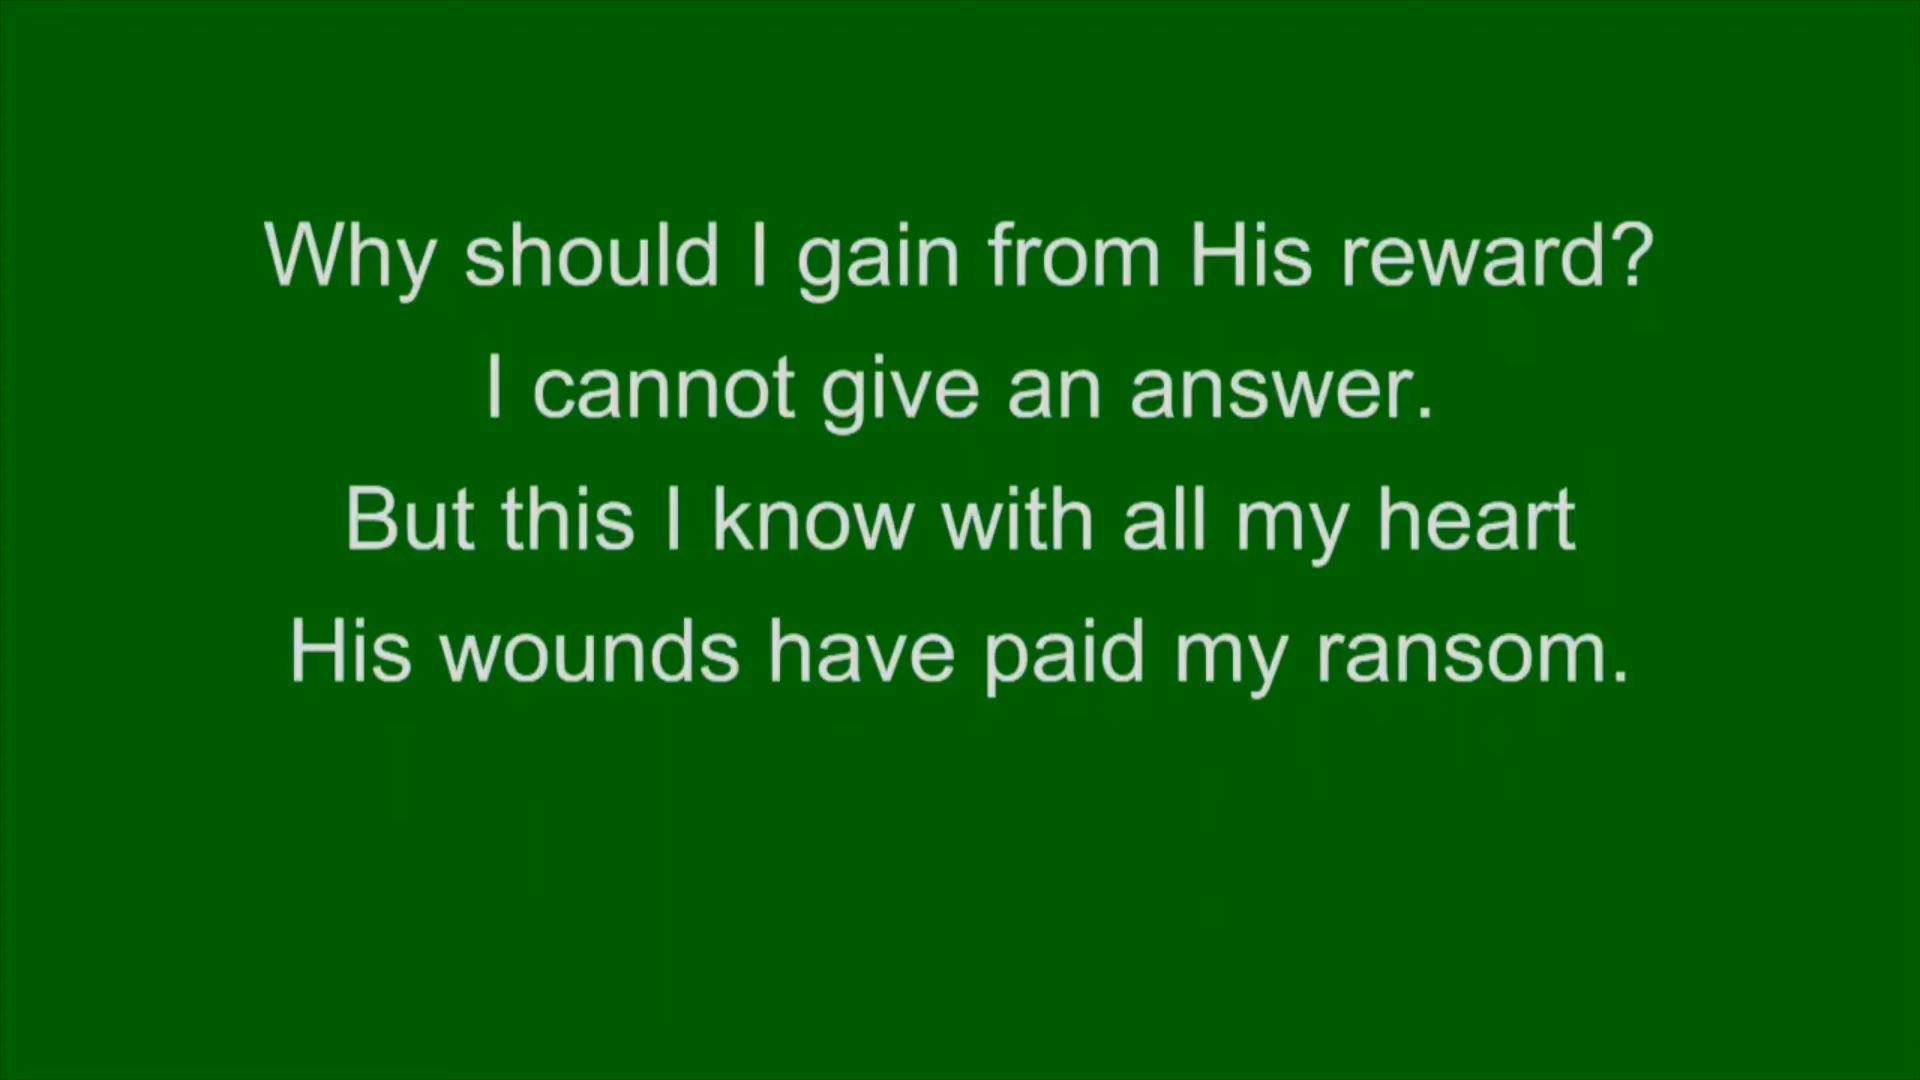 Why should I gain from His reward?
I cannot give an answer.
But this I know with all my heart
His wounds have paid my ransom.